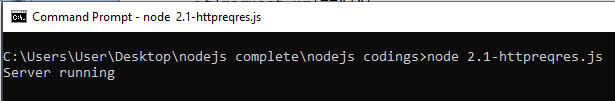 Command Prompt - node 2.1-httpreqres.js
C:\Users\User\Desktop\nodejs complete\nodejs codings>node 2.1-httpreqres.js
Server running